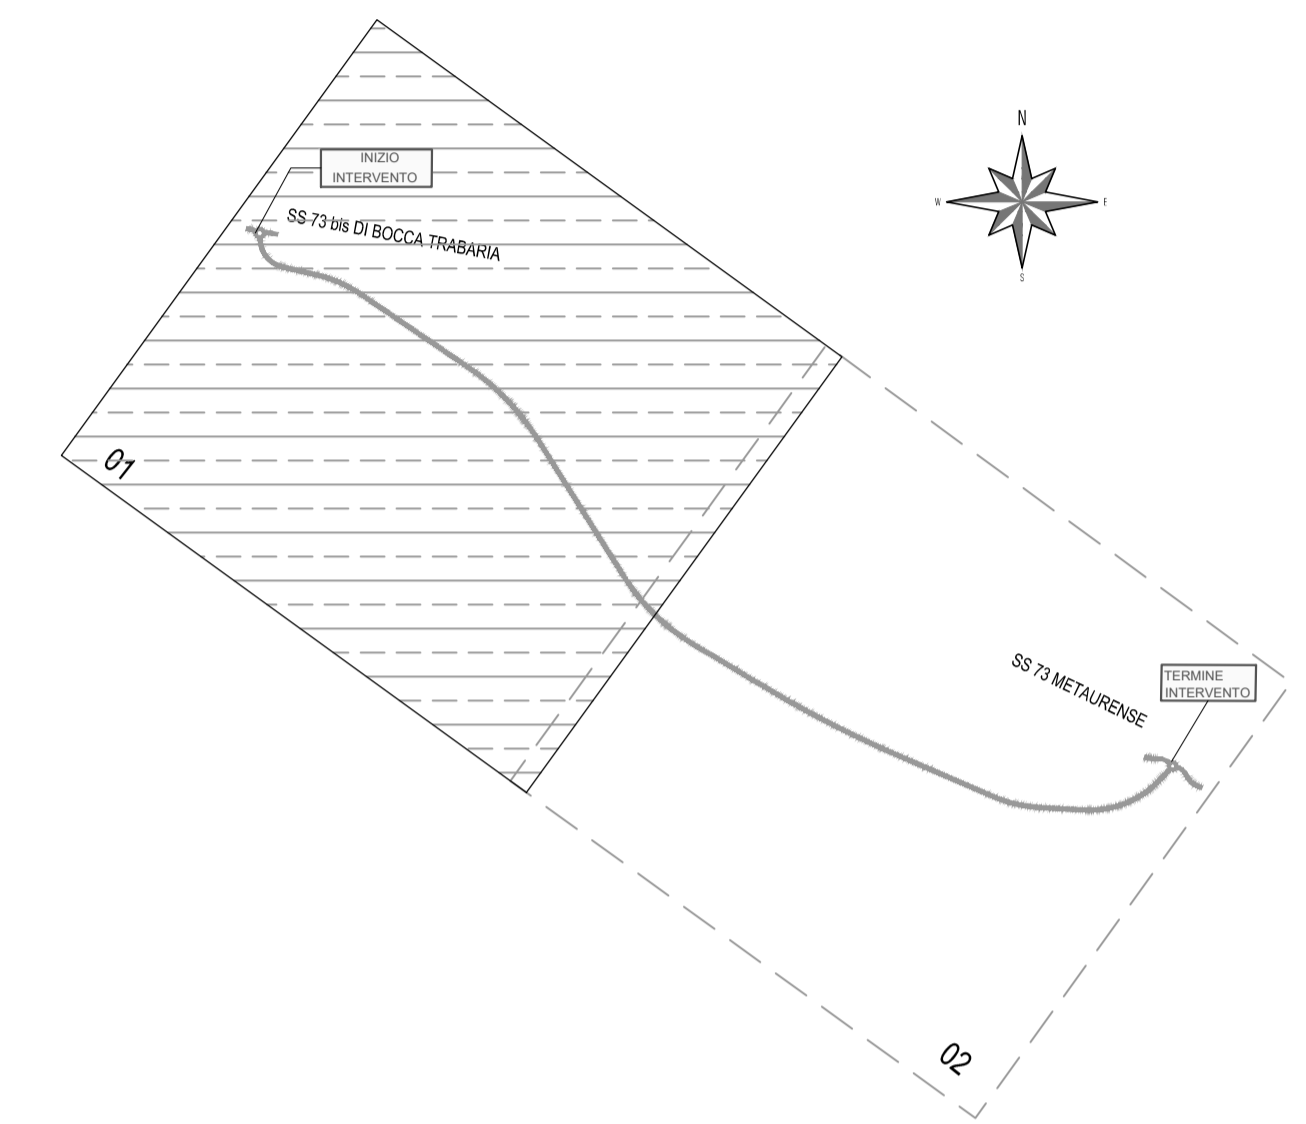 N
W
F
S
INIZIO
INTERVENTO
SS 73 bis DI BOCCA TRABARIA
01
SS 73 METAURENSE
TERMINE
INTERVENTO
02